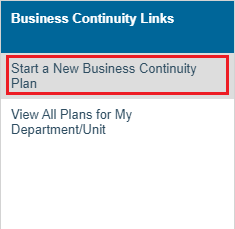 Business Continuity Links
Start a New Business Continuity
Plan
View All Plans for My
Department/Unit